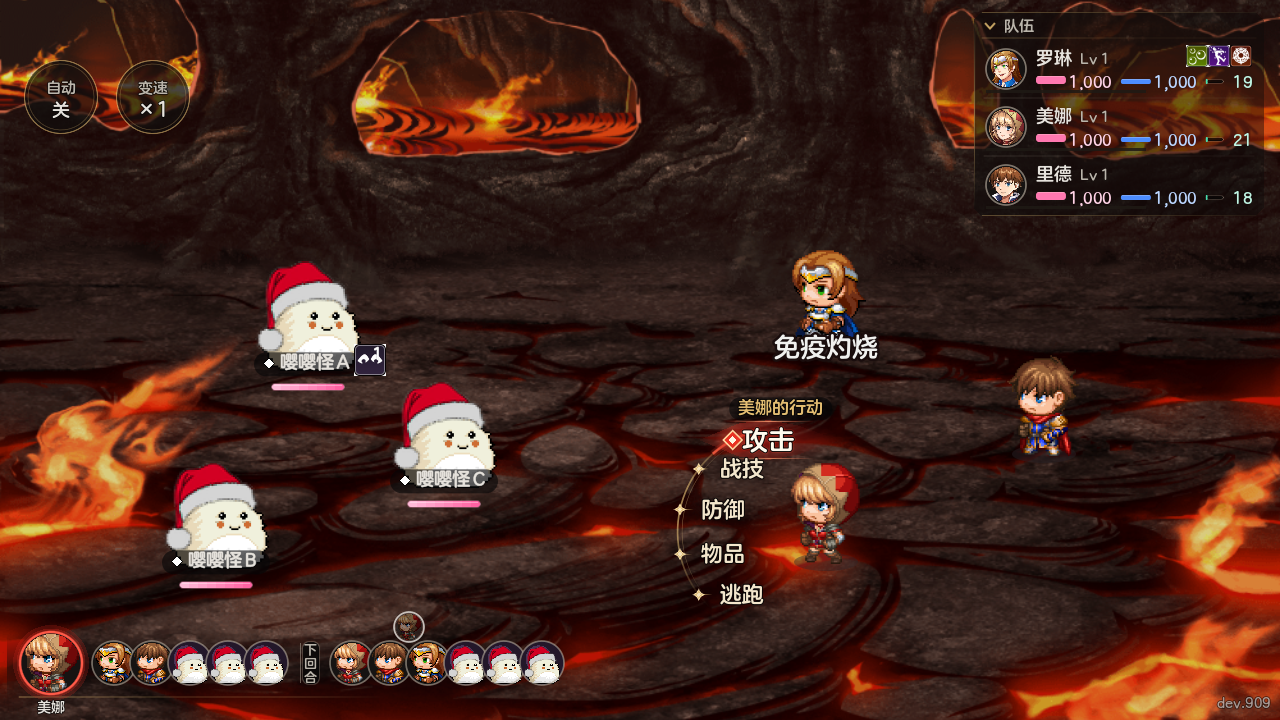 自动
关
变速
×1
队伍
罗琳 Lv 1
1,000 1,000 19
美娜 Lv 1
1,000 1,000 21
里德 Lv 1
1,000 1,000 18
免疫灼烧
嘤嘤怪A
嘤嘤怪C
嘤嘤怪B
美娜的行动
攻击
战技
防御
物品
逃跑
下回合
美娜
dev.909